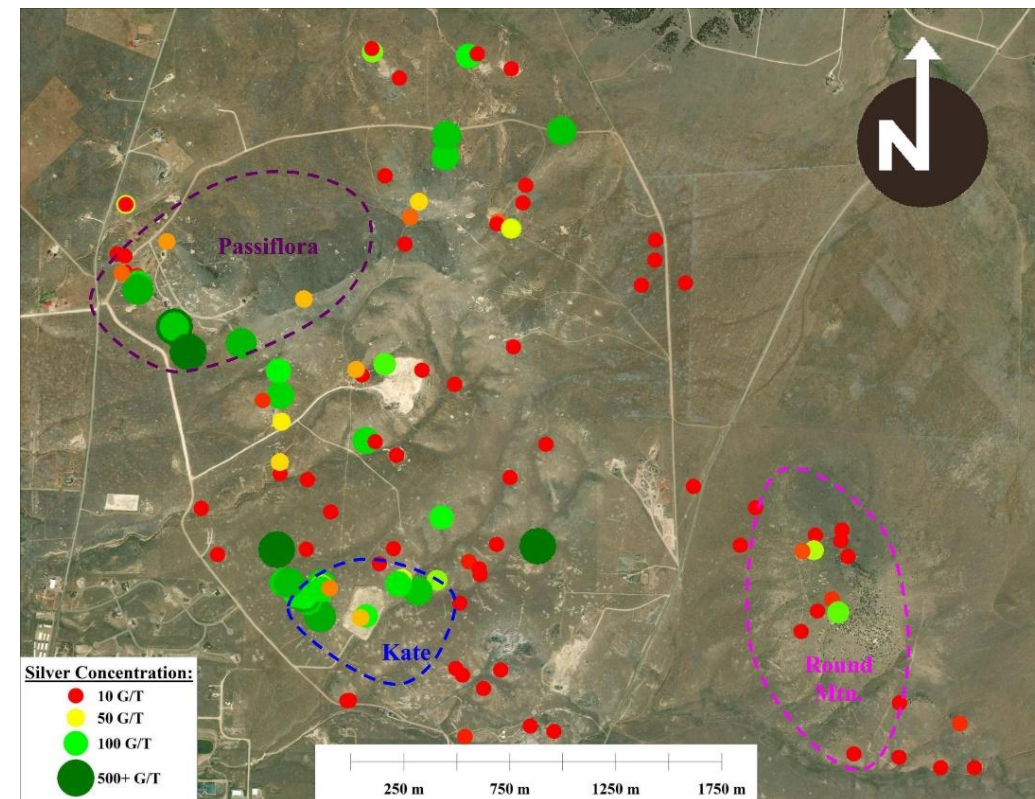 N
Passiflora
Kate
Round
Mtn.
Silver Concentration:
10 G/T
50 G/T
100 G/T
500+ G/T
250 m 750 m 1250 m 1750 m